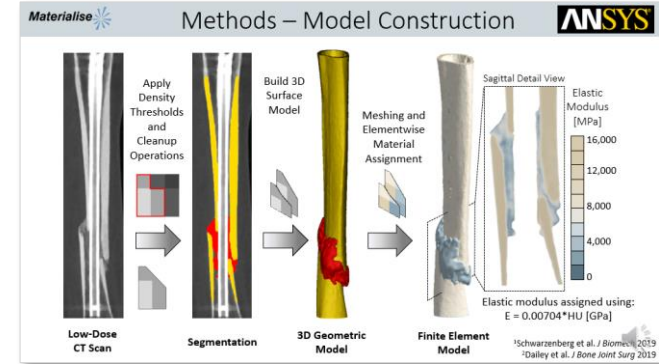 Materialise
Methods – Model Construction
ANSYS
Apply
Density
Thresholds
and
Cleanup
Operations
Build 3D
Surface
Model
Meshing and
Elementwise
Material
Assignment
Sagittal Detail View
Elastic
Modulus
[MPa]
16,000
12,000
8,000
4,000
0
Elastic modulus assigned using:
E = 0.00704*HU [GPa]
Low-Dose
CT Scan
Segmentation
3D Geometric
Model
Finite Element
Model
¹Schwarzenberg et al. J Biomech 2019
²Dailey et al. J Bone Joint Surg 2019